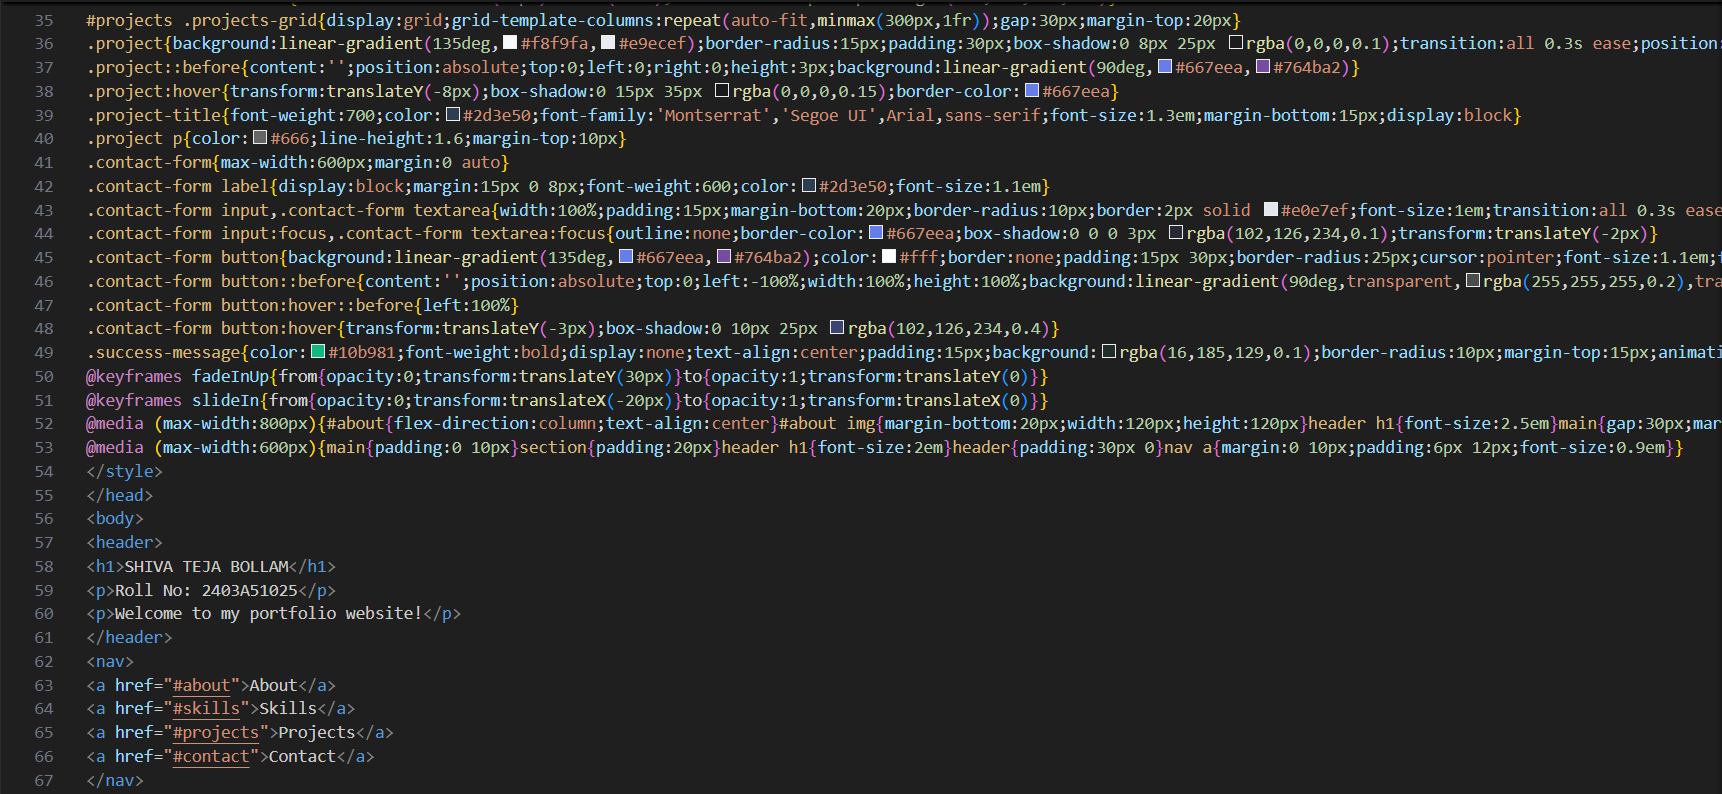 35 #projects .projects-grid{display:grid;grid-template-columns:repeat(auto-fit,minmax(300px,1fr));gap:30px;margin-top:20px}
36 .project{background:linear-gradient(135deg,#f8f9fa,#e9ecef);border-radius:15px;padding:30px;box-shadow:0 8px 25px rgba(0,0,0,0.1);transition:all 0.3s ease;position:
37 .project::before{content:'';position:absolute;top:0;left:0;right:0;height:3px;background:linear-gradient(90deg,#667eea,#764ba2)}
38 .project:hover{transform:translateY(-8px);box-shadow:0 15px 35px rgba(0,0,0,0.15);border-color:#667eea}
39 .project-title{font-weight:700;color:#2d3e50;font-family:'Montserrat','Segoe UI',Arial,sans-serif;font-size:1.3em;margin-bottom:15px;display:block}
40 .project p{color:#666;line-height:1.6;margin-top:10px}
41 .contact-form{max-width:600px;margin:0 auto}
42 .contact-form label{display:block;margin:15px 0 8px;font-weight:600;color:#2d3e50;font-size:1.1em}
43 .contact-form input,.contact-form textarea{width:100%;padding:15px;margin-bottom:20px;border-radius:10px;border:2px solid #e0e7ef;font-size:1em;transition:all 0.3s ease
44 .contact-form input:focus,.contact-form textarea:focus{outline:none;border-color:#667eea;box-shadow:0 0 0 3px rgba(102,126,234,0.1);transform:translateY(-2px)}
45 .contact-form button{background:linear-gradient(135deg,#667eea,#764ba2);color:#fff;border:none;padding:15px 30px;border-radius:25px;cursor:pointer;font-size:1.1em;
46 .contact-form button::before{content:'';position:absolute;top:0;left:-100%;width:100%;height:100%;background:linear-gradient(90deg,transparent,rgba(255,255,255,0.2),tra
47 .contact-form button:hover::before{left:100%}
48 .contact-form button:hover{transform:translateY(-3px);box-shadow:0 10px 25px rgba(102,126,234,0.4)}
49 .success-message{color:#10b981;font-weight:bold;display:none;text-align:center;padding:15px;background:rgba(16,185,129,0.1);border-radius:10px;margin-top:15px;animati
50 @keyframes fadeInUp{from{opacity:0;transform:translateY(30px)}to{opacity:1;transform:translateY(0)}}
51 @keyframes slideIn{from{opacity:0;transform:translateX(-20px)}to{opacity:1;transform:translateX(0)}}
52 @media (max-width:800px){#about{flex-direction:column;text-align:center}#about img{margin-bottom:20px;width:120px;height:120px}header h1{font-size:2.5em}main{gap:30px;mar
53 @media (max-width:600px){main{padding:0 10px}section{padding:20px}header h1{font-size:2em}header{padding:30px 0}nav a{margin:0 10px;padding:6px 12px;font-size:0.9em}}
54 </style>
55 </head>
56 <body>
57 <header>
58 <h1>SHIVA TEJA BOLLAM</h1>
59 <p>Roll No: 2403A51025</p>
60 <p>Welcome to my portfolio website!</p>
61 </header>
62 <nav>
63 <a href="#about">About</a>
64 <a href="#skills">Skills</a>
65 <a href="#projects">Projects</a>
66 <a href="#contact">Contact</a>
67 </nav>